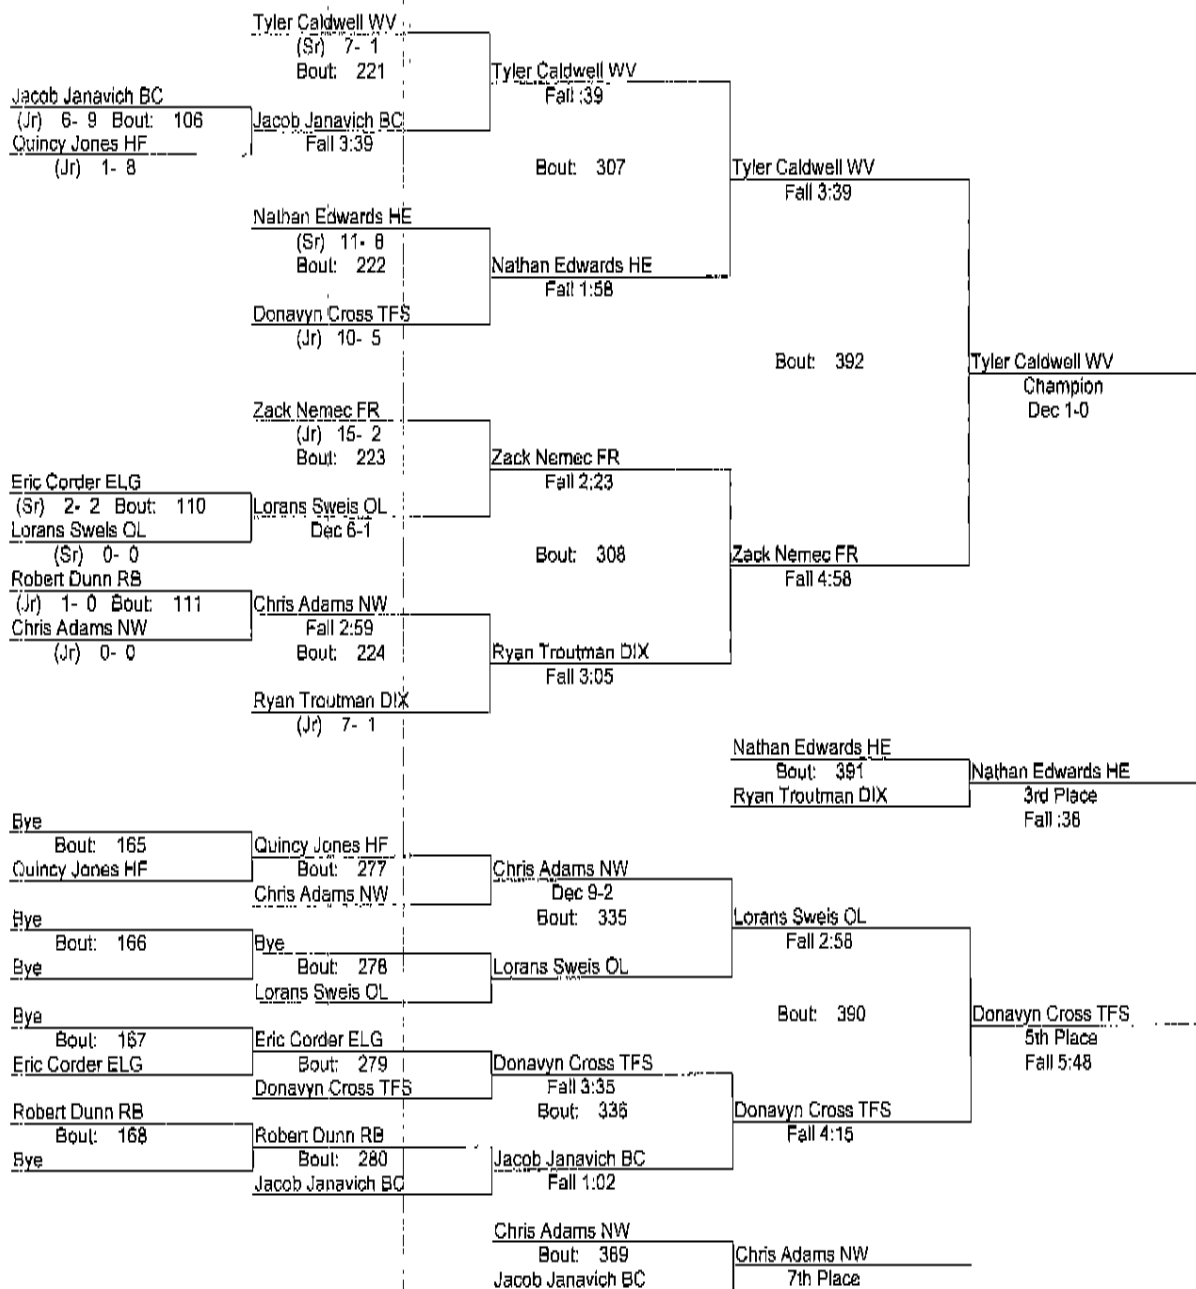 Tyler Caldwell WV
(Sr) 7- 1
Bout: 221
Tyler Caldwell WV
Fall :39
Jacob Janavich BC
(Jr) 6- 9 Bout: 106
Jacob Janavich BC
Fall 3:39
Quincy Jones HF
(Jr) 1- 8
Bout: 307
Tyler Caldwell WV
Fall 3:39
Nathan Edwards HE
(Sr) 11- 8
Bout: 222
Nathan Edwards HE
Fall 1:58
Donavyn Cross TFS
(Jr) 10- 5
Bout: 392
Tyler Caldwell WV
Champion
Dec 1-0
Zack Nemec FR
(Jr) 15- 2
Bout: 223
Zack Nemec FR
Fall 2:23
Eric Corder ELG
(Sr) 2- 2 Bout: 110
Lorans Sweis OL
Dec 6-1
Lorans Sweis OL
(Sr) 0- 0
Bout: 308
Zack Nemec FR
Fall 4:58
Robert Dunn RB
(Jr) 1- 0 Bout: 111
Chris Adams NW
Fall 2:59
Chris Adams NW
(Jr) 0- 0
Bout: 224
Ryan Troutman DIX
Fall 3:05
Ryan Troutman DIX
(Jr) 7- 1
Nathan Edwards HE
Bout: 391
Ryan Troutman DIX
Nathan Edwards HE
3rd Place
Fall :38
Bye
Bout: 165
Quincy Jones HF
Quincy Jones HF
Bout: 277
Chris Adams NW
Chris Adams NW
Dec 9-2
Bout: 335
Lorans Sweis OL
Fall 2:58
Bye
Bout: 166
Bye
Bye
Bout: 278
Lorans Sweis OL
Lorans Sweis OL
Bout: 390
Donavyn Cross TFS
5th Place
Fall 5:48
Bye
Bout: 167
Eric Corder ELG
Eric Corder ELG
Bout: 279
Donavyn Cross TFS
Donavyn Cross TFS
Fall 3:35
Bout: 336
Donavyn Cross TFS
Fall 4:15
Robert Dunn RB
Bout: 168
Bye
Robert Dunn RB
Bout: 280
Jacob Janavich BC
Jacob Janavich BC
Fall 1:02
Chris Adams NW
Bout: 369
Jacob Janavich BC
Chris Adams NW
7th Place